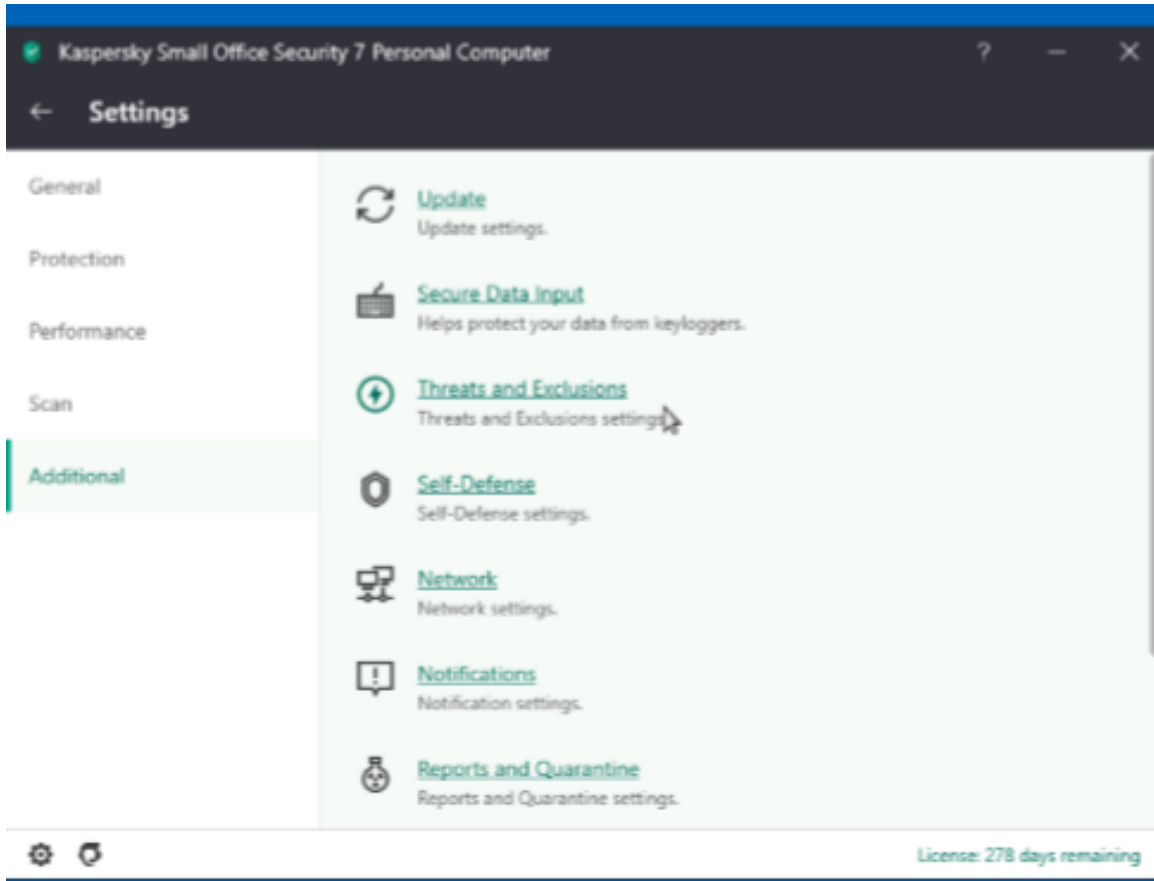 Kaspersky Small Office Security 7 Personal Computer
?
Settings
General
Protection
Performance
Scan
Additional
Update
Update settings.
Secure Data Input
Helps protect your data from keyloggers.
Threats and Exclusions
Threats and Exclusions settings
Self-Defense
Self-Defense settings.
Network
Network settings.
Notifications
Notification settings.
Reports and Quarantine
Reports and Quarantine settings.
License: 278 days remaining